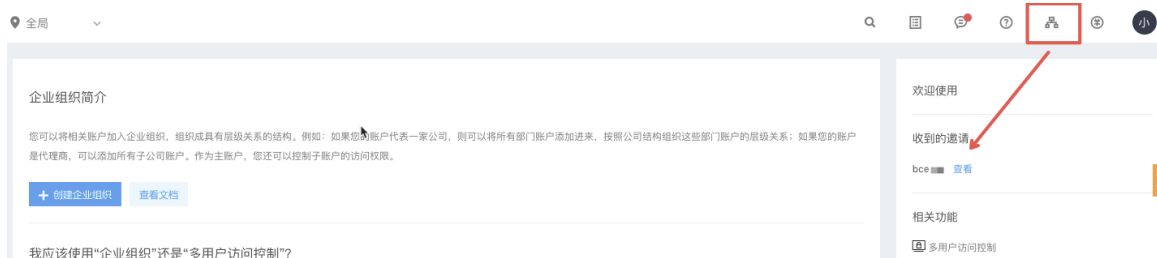 全局
小
企业组织简介
您可以将相关账户加入企业组织，组织成具有层级关系的结构。例如：如果您的账户代表一家公司，则可以将所有部门账户添加进来，按照公司结构组织这些部门账户的层级关系；如果您的账户
是代理商，可以添加所有子公司账户。作为主账户，您还可以控制子账户的访问权限。
+ 创建企业组织
查看文档
我应该使用“企业组织”还是“多用户访问控制”?
欢迎使用
收到的邀请
bce
查看
相关功能
多用户访问控制